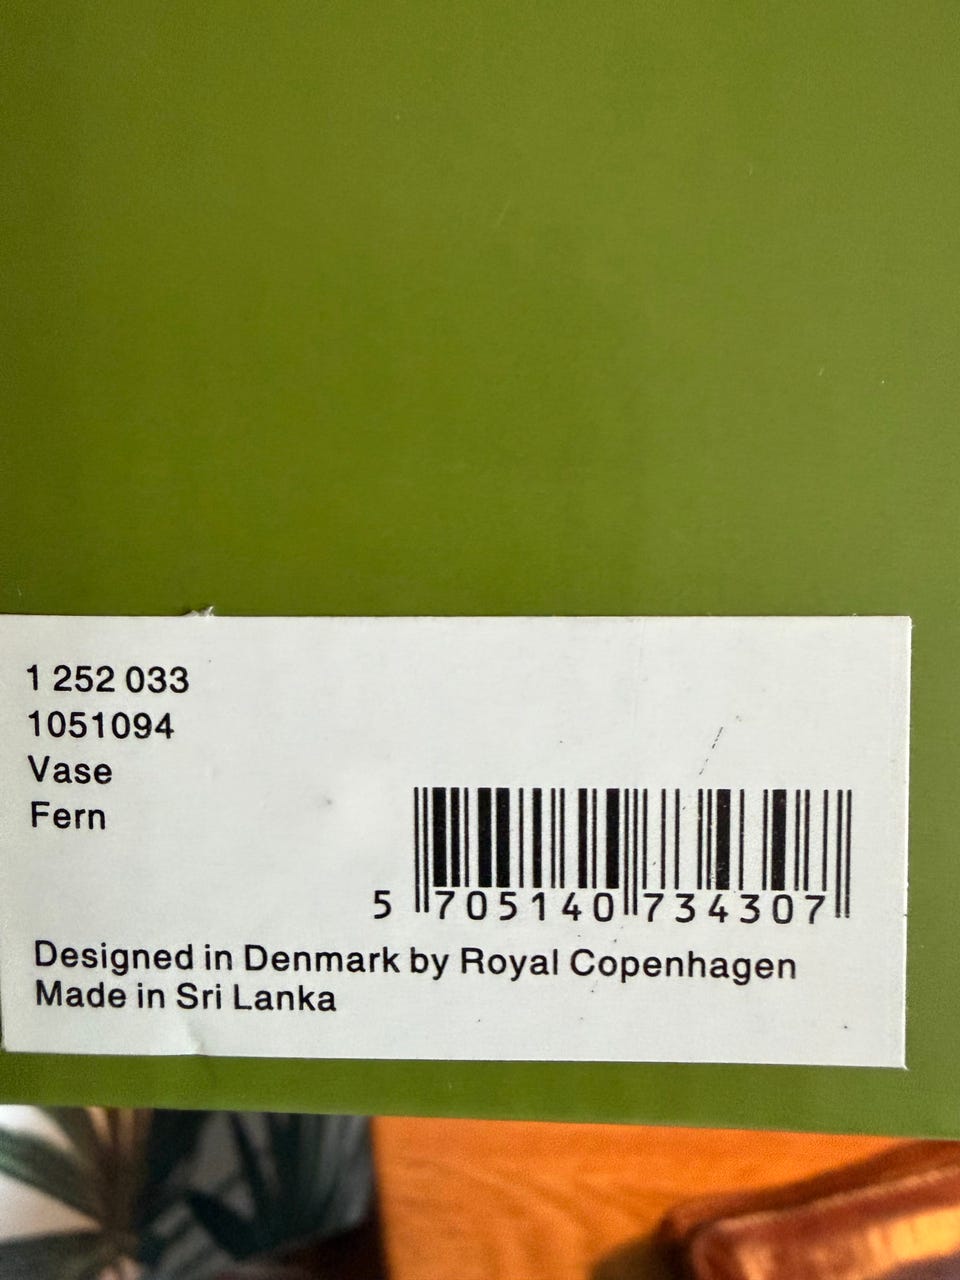 1 252 033
1051094
Vase
Fern
5 705140 734307
Designed in Denmark by Royal Copenhagen
Made in Sri Lanka